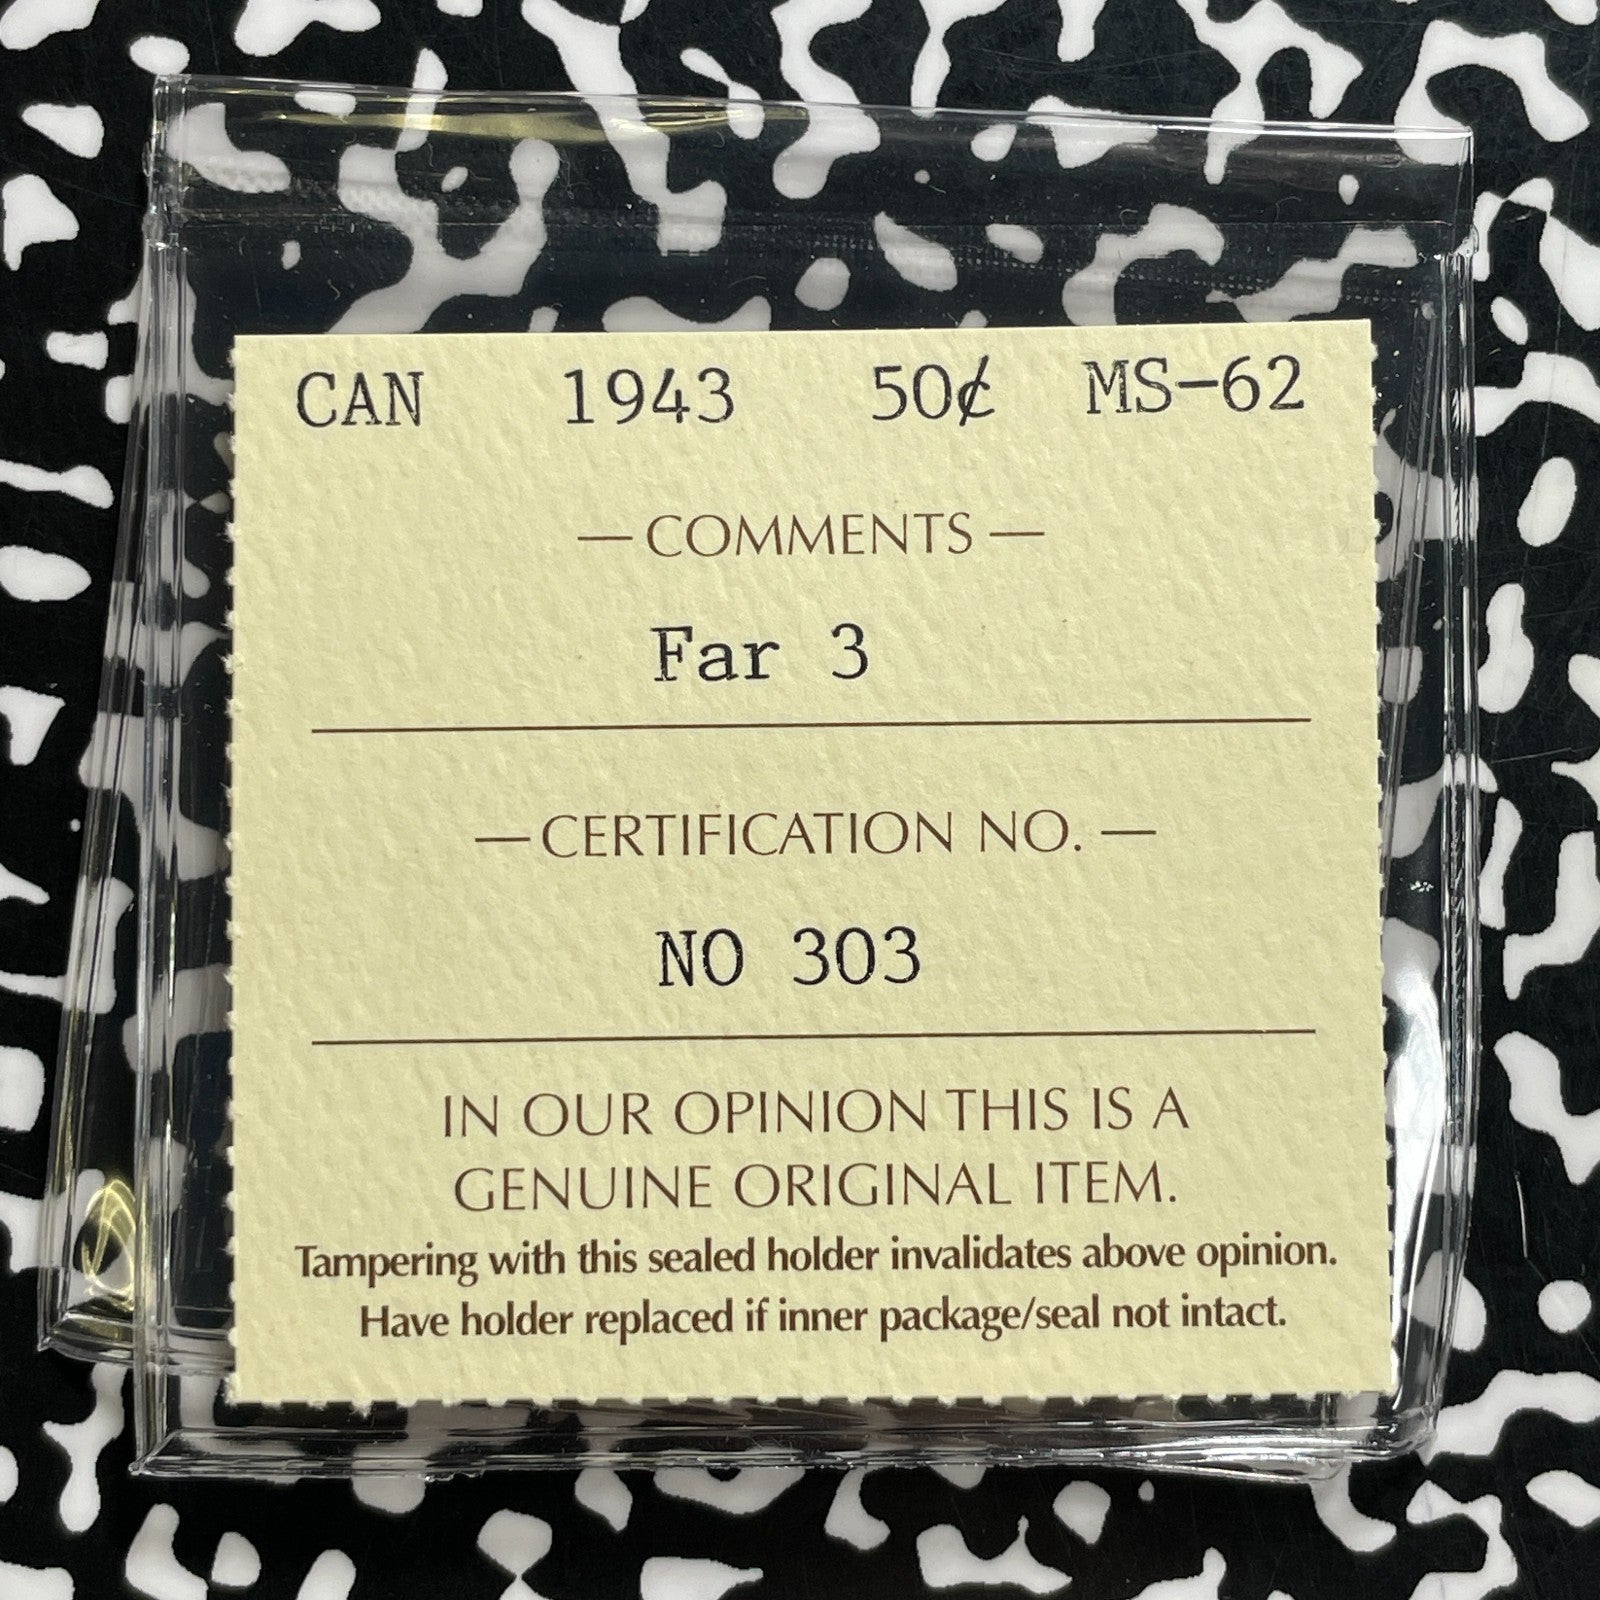 CAN 1943 50¢ MS-62
— COMMENTS —
Far 3
— CERTIFICATION NO. —
NO 303
IN OUR OPINION THIS IS A
GENUINE ORIGINAL ITEM.
Tampering with this sealed holder invalidates above opinion.
Have holder replaced if inner package/seal not intact.